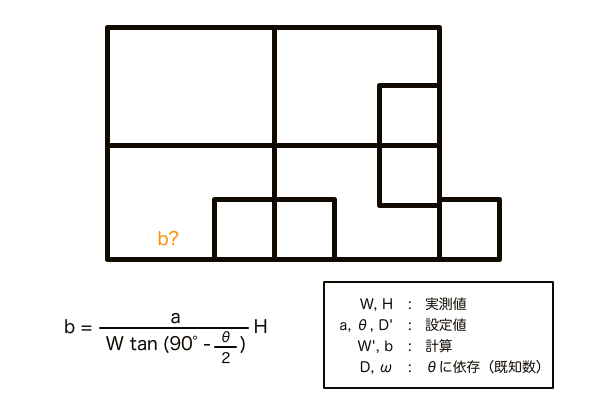 b?
b = a / (W tan (90° - θ/2)) H
W, H : 実測値
a, θ, D' : 設定値
W', b : 計算
D, ω : θに依存（既知数）